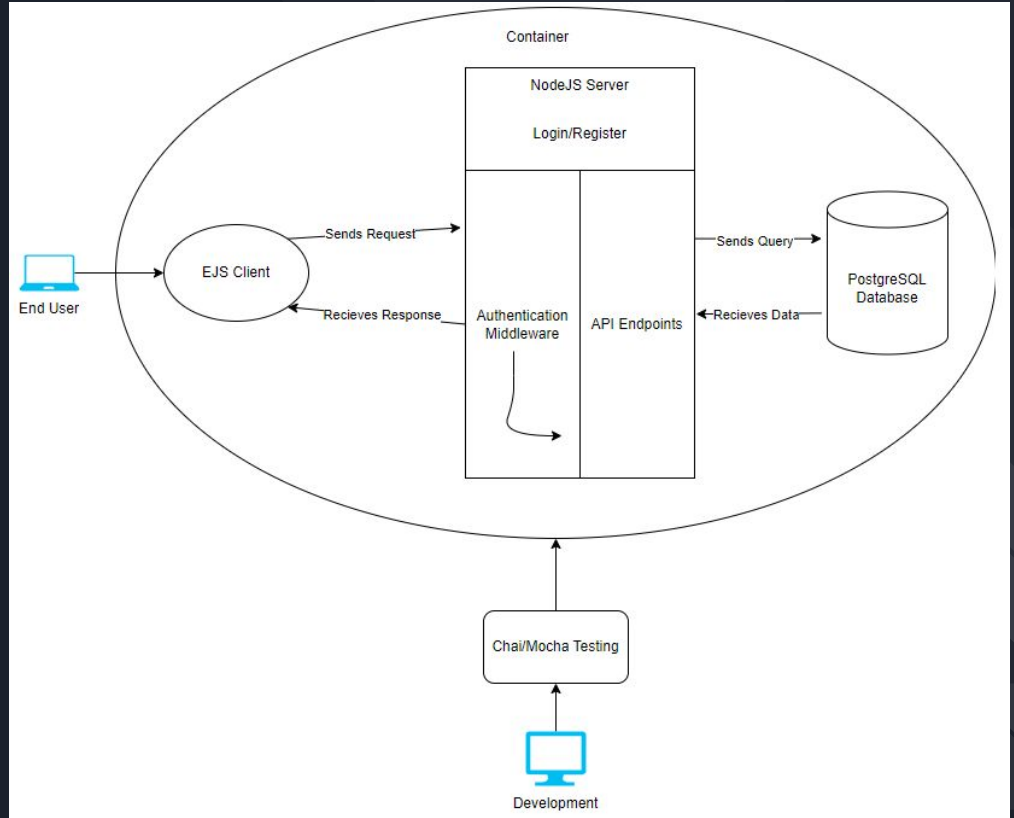 Container
NodeJS Server
Login/Register
Sends Request
Sends Query
EJS Client
PostgreSQL
Database
End User
Recieves Response
Authentication
Middleware
API Endpoints
Recieves Data
Chai/Mocha Testing
Development